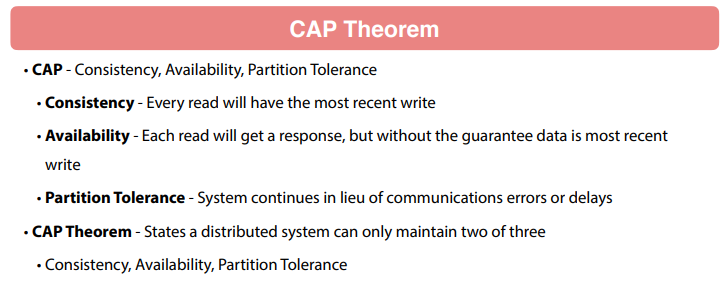 CAP Theorem
• CAP - Consistency, Availability, Partition Tolerance
• Consistency - Every read will have the most recent write
• Availability - Each read will get a response, but without the guarantee data is most recent
write
• Partition Tolerance - System continues in lieu of communications errors or delays
• CAP Theorem - States a distributed system can only maintain two of three
• Consistency, Availability, Partition Tolerance